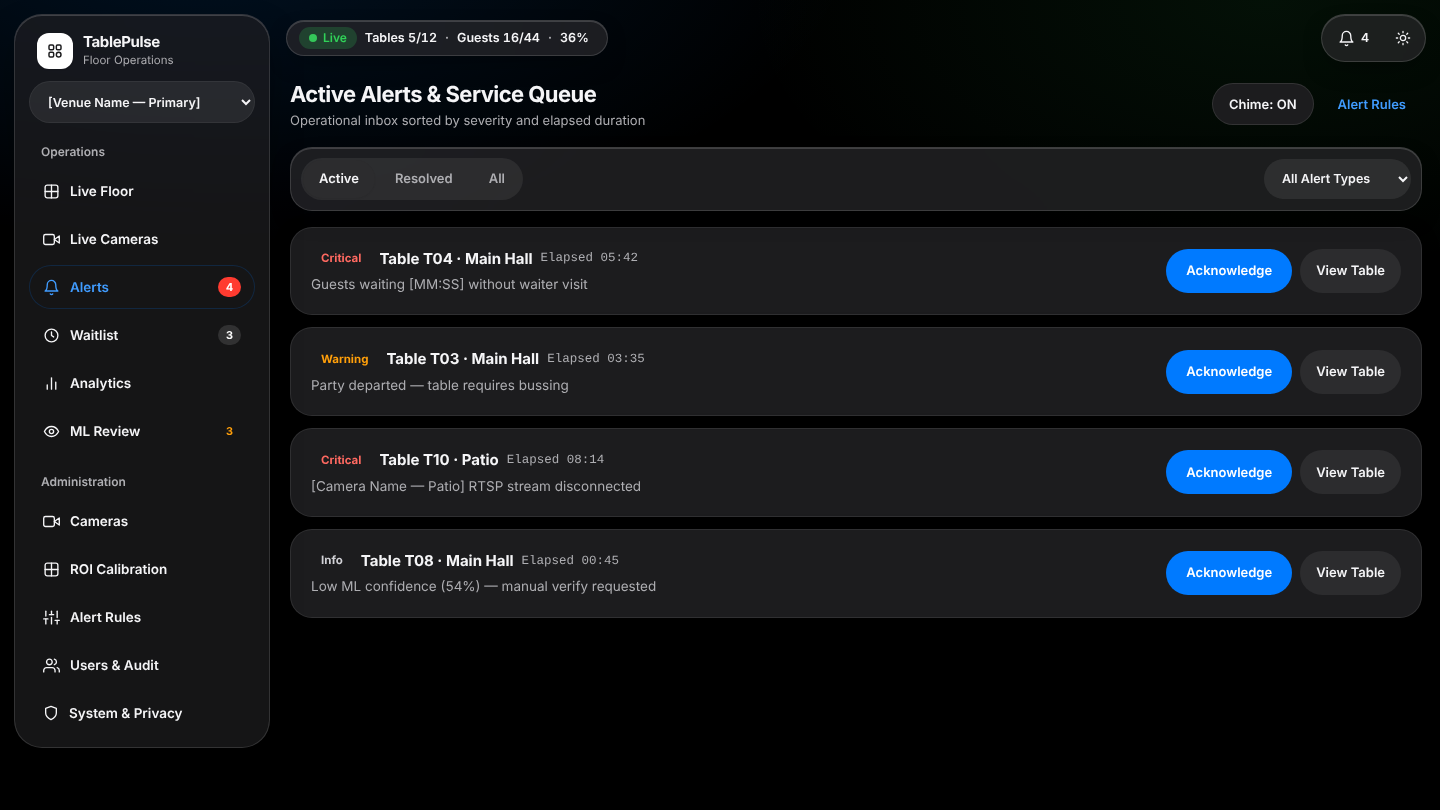 TablePulse
Floor Operations
[Venue Name — Primary]
Operations
Live Floor
Live Cameras
Alerts 4
Waitlist 3
Analytics
ML Review 3
Administration
Cameras
ROI Calibration
Alert Rules
Users & Audit
System & Privacy
Live Tables 5/12 · Guests 16/44 · 36%
4
Active Alerts & Service Queue
Operational inbox sorted by severity and elapsed duration
Chime: ON Alert Rules
Active Resolved All All Alert Types
Critical Table T04 · Main Hall Elapsed 05:42
Guests waiting [MM:SS] without waiter visit
Acknowledge View Table
Warning Table T03 · Main Hall Elapsed 03:35
Party departed — table requires bussing
Acknowledge View Table
Critical Table T10 · Patio Elapsed 08:14
[Camera Name — Patio] RTSP stream disconnected
Acknowledge View Table
Info Table T08 · Main Hall Elapsed 00:45
Low ML confidence (54%) — manual verify requested
Acknowledge View Table